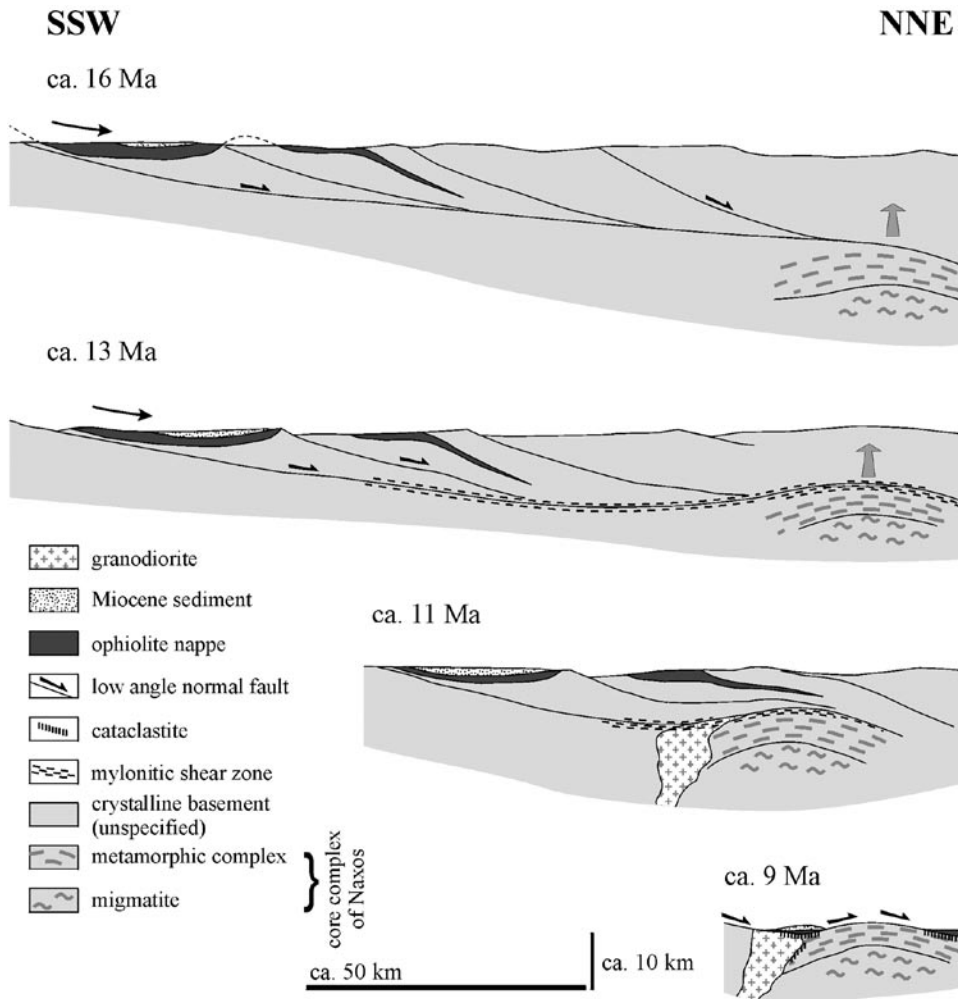 SSW
NNE
ca. 16 Ma
ca. 13 Ma
granodiorite
Miocene sediment
ophiolite nappe
low angle normal fault
cataclastite
mylonitic shear zone
crystalline basement
(unspecified)
metamorphic complex
migmatite
}
core complex
of Naxos
ca. 11 Ma
ca. 9 Ma
ca. 50 km
ca. 10 km